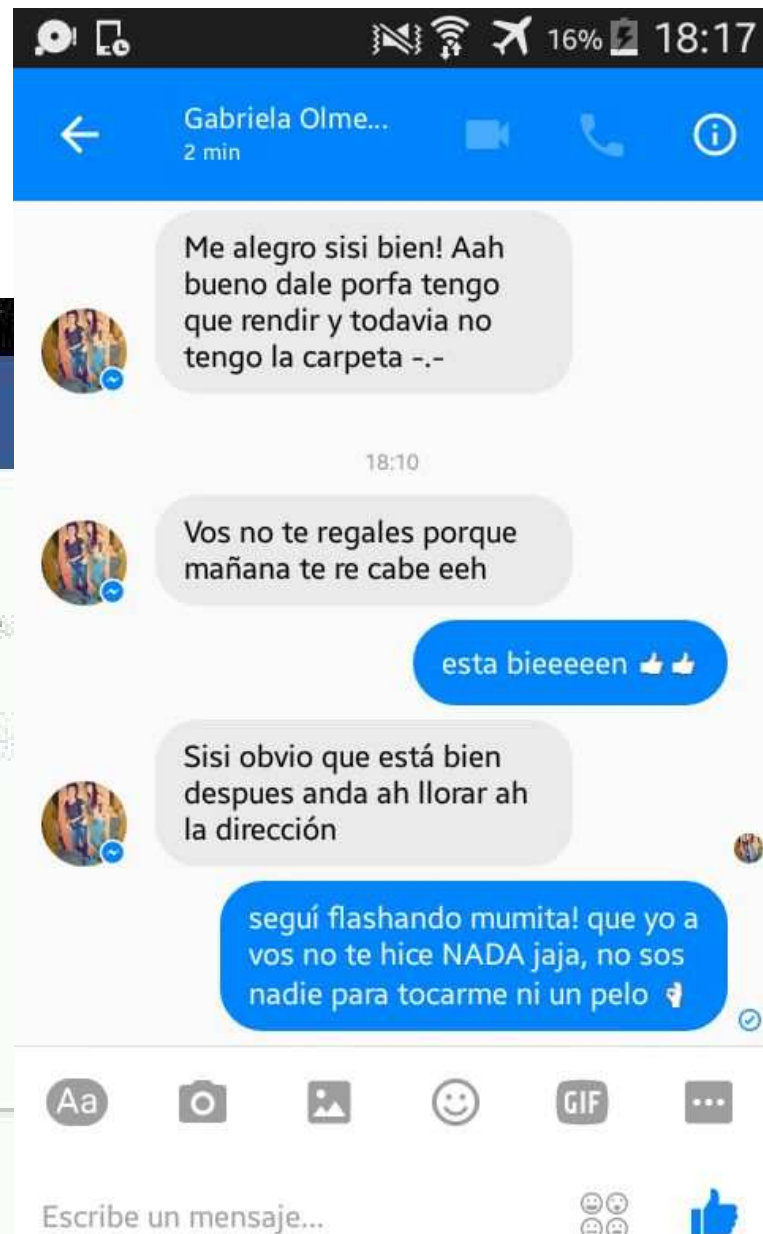 16% 18:17
Gabriela Olme...
2 min
Me alegro sisi bien! Aah
bueno dale porfa tengo
que rendir y todavia no
tengo la carpeta -.-
18:10
Vos no te regales porque
mañana te re cabe eeh
esta bieeeeen 👍👍
Sisi obvio que está bien
despues anda ah llorar ah
la dirección
seguí flashando mumita! que yo a
vos no te hice NADA jaja, no sos
nadie para tocarme ni un pelo 👌
Aa GIF
Escribe un mensaje...